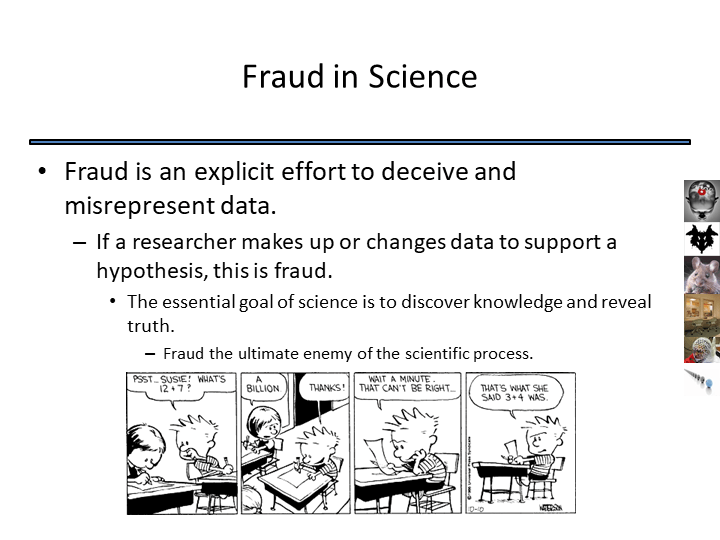 Fraud in Science
• Fraud is an explicit effort to deceive and
misrepresent data.
– If a researcher makes up or changes data to support a
hypothesis, this is fraud.
• The essential goal of science is to discover knowledge and reveal
truth.
– Fraud the ultimate enemy of the scientific process.
PSST... SUSIE! WHAT'S
12 + 7 ?
A
BILLION
THANKS!
WAIT A MINUTE.
THAT CAN'T BE RIGHT...
THAT'S WHAT SHE
SAID 3+4 WAS.
WATERSON